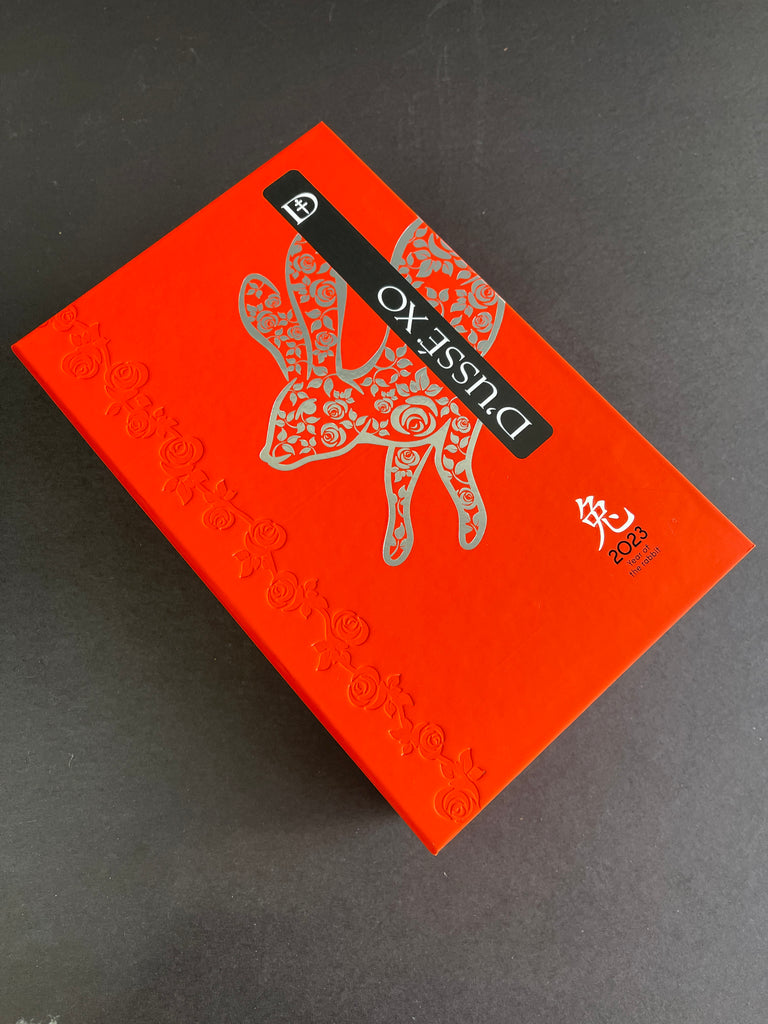 D'USSÉ XO
兔
2023
Year of
the rabbit